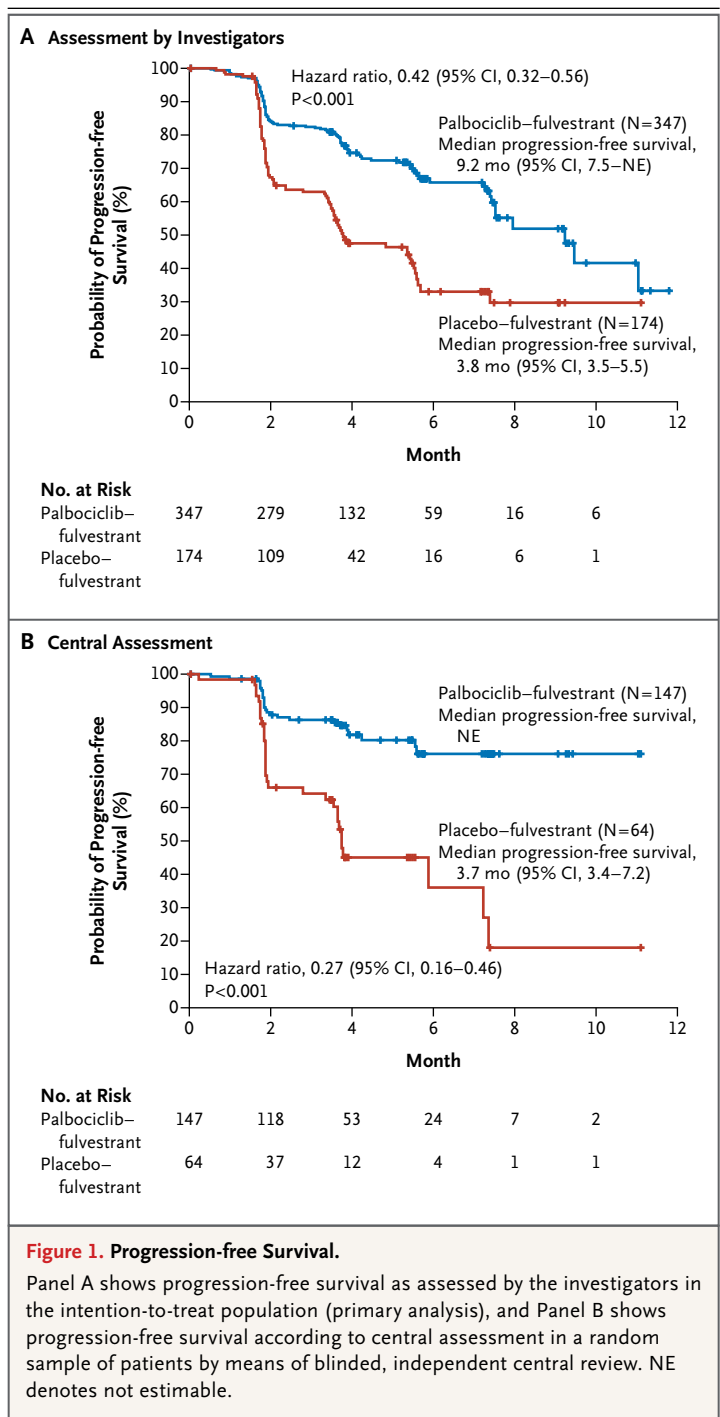 A Assessment by Investigators
100
90
80
70
60
50
40
30
20
10
0
Probability of Progression-free
Survival (%)
Hazard ratio, 0.42 (95% CI, 0.32–0.56)
P<0.001
Palbociclib–fulvestrant (N=347)
Median progression-free survival,
9.2 mo (95% CI, 7.5–NE)
Placebo–fulvestrant (N=174)
Median progression-free survival,
3.8 mo (95% CI, 3.5–5.5)
0 2 4 6 8 10 12
Month
No. at Risk
Palbociclib– 347 279 132 59 16 6
fulvestrant
Placebo– 174 109 42 16 6 1
fulvestrant
B Central Assessment
100
90
80
70
60
50
40
30
20
10
0
Probability of Progression-free
Survival (%)
Palbociclib–fulvestrant (N=147)
Median progression-free survival,
NE
Placebo–fulvestrant (N=64)
Median progression-free survival,
3.7 mo (95% CI, 3.4–7.2)
Hazard ratio, 0.27 (95% CI, 0.16–0.46)
P<0.001
0 2 4 6 8 10 12
Month
No. at Risk
Palbociclib– 147 118 53 24 7 2
fulvestrant
Placebo– 64 37 12 4 1 1
fulvestrant
Figure 1. Progression-free Survival.
Panel A shows progression-free survival as assessed by the investigators in
the intention-to-treat population (primary analysis), and Panel B shows
progression-free survival according to central assessment in a random
sample of patients by means of blinded, independent central review. NE
denotes not estimable.